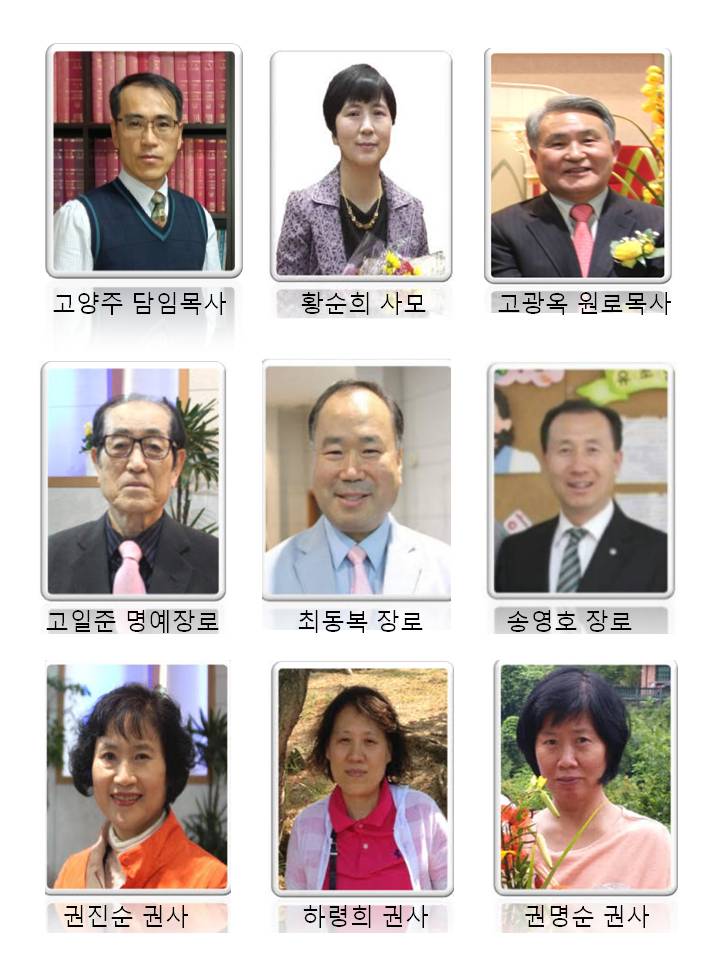 고양주 담임목사
황순희 사모
고광옥 원로목사
고일준 명예장로
최동복 장로
송영호 장로
권진순 권사
하령희 권사
권명순 권사